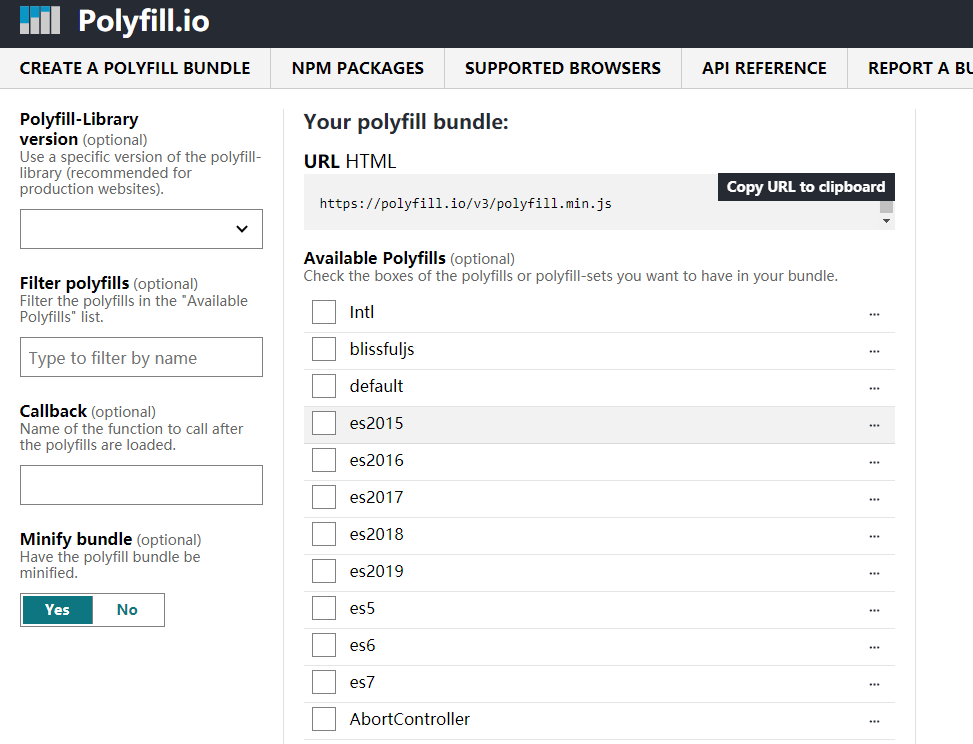 Polyfill.io
CREATE A POLYFILL BUNDLE
NPM PACKAGES
SUPPORTED BROWSERS
API REFERENCE
REPORT A BU
Polyfill-Library
version (optional)
Use a specific version of the polyfill-
library (recommended for
production websites).
Filter polyfills (optional)
Filter the polyfills in the "Available
Polyfills" list.
Type to filter by name
Callback (optional)
Name of the function to call after
the polyfills are loaded.
Minify bundle (optional)
Have the polyfill bundle be
minified.
Yes No
Your polyfill bundle:
URL HTML
Copy URL to clipboard
https://polyfill.io/v3/polyfill.min.js
Available Polyfills (optional)
Check the boxes of the polyfills or polyfill-sets you want to have in your bundle.
Intl ...
blissfuljs ...
default ...
es2015 ...
es2016 ...
es2017 ...
es2018 ...
es2019 ...
es5 ...
es6 ...
es7 ...
AbortController ...